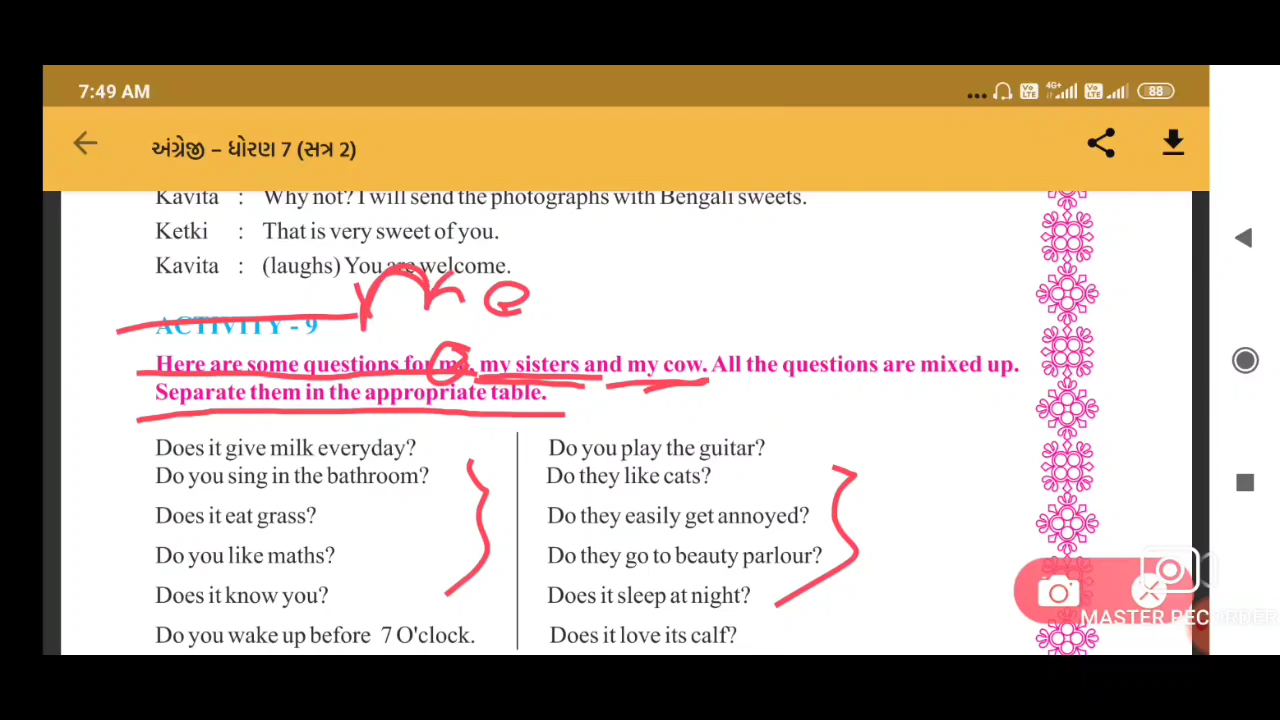 7:49 AM
4G+
Vo LTE
Vo LTE
88
અંગ્રેજી – ધોરણ 7 (સત્ર 2)
Kavita : Why not? I will send the photographs with Bengali sweets.
Ketki : That is very sweet of you.
Kavita : (laughs) You are welcome.
me
ACTIVITY - 9
Here are some questions for me, my sisters and my cow. All the questions are mixed up.
Separate them in the appropriate table.
Does it give milk everyday?
Do you sing in the bathroom?
Does it eat grass?
Do you like maths?
Does it know you?
Do you wake up before 7 O'clock.
Do you play the guitar?
Do they like cats?
Do they easily get annoyed?
Do they go to beauty parlour?
Does it sleep at night?
Does it love its calf?
MASTER RECORDER